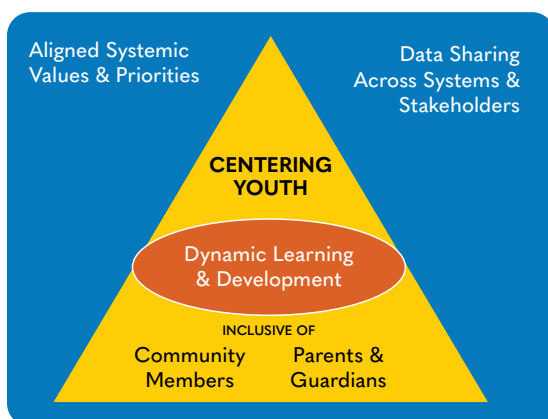 Aligned Systemic
Values & Priorities
Data Sharing
Across Systems &
Stakeholders
CENTERING
YOUTH
Dynamic Learning
& Development
INCLUSIVE OF
Community
Members
Parents &
Guardians